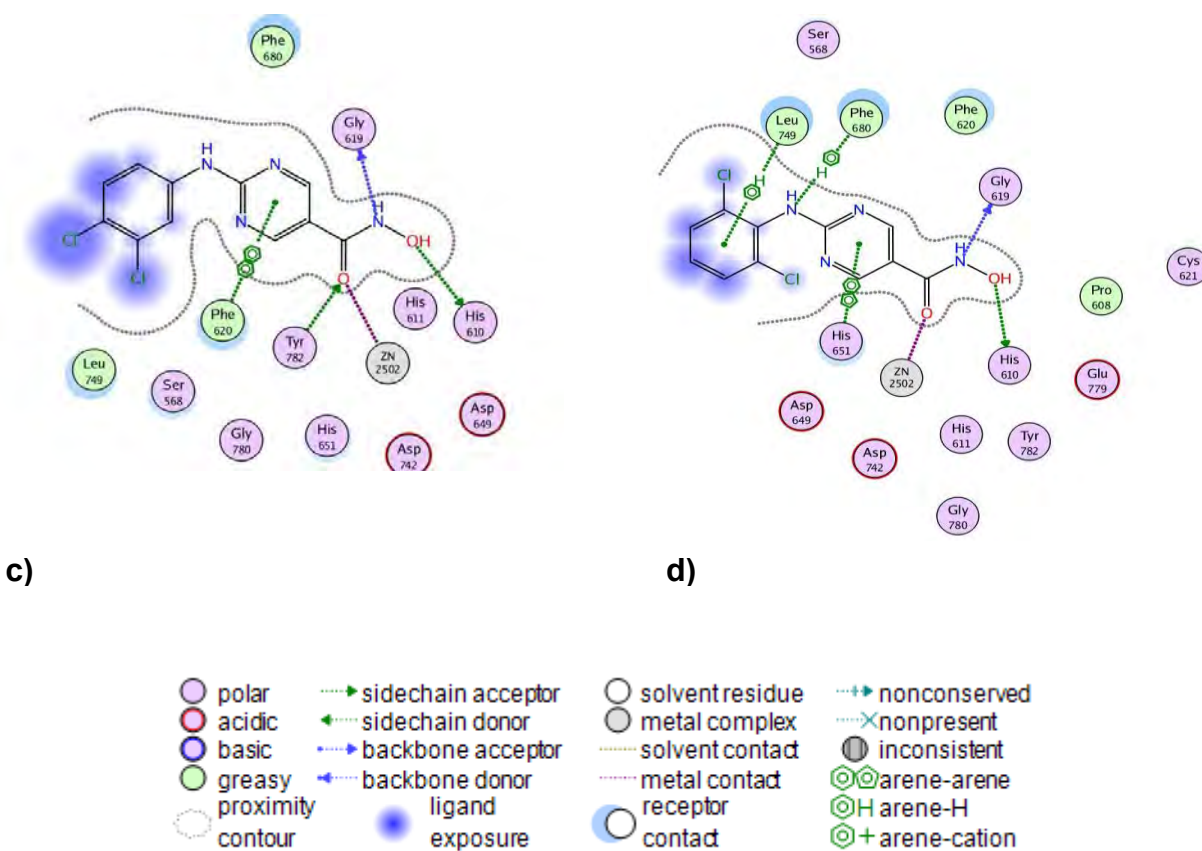 Phe
680
Gly
619
H
N
N
N
H
N
OH
O
Cl
Cl
Phe
620
Tyr
782
His
611
His
610
ZN
2502
Leu
749
Ser
568
Gly
780
His
651
Asp
742
Asp
649
Ser
568
Leu
749
Phe
680
Phe
620
H
H
Gly
619
Cys
621
Cl
H
N
N
N
H
N
OH
O
Cl
Pro
608
His
651
ZN
2502
His
610
Glu
779
Asp
649
Asp
742
His
611
Tyr
782
Gly
780
c)
d)
polar
sidechain acceptor
solvent residue
nonconserved
acidic
sidechain donor
metal complex
nonpresent
basic
backbone acceptor
solvent contact
inconsistent
greasy
backbone donor
metal contact
arene-arene
proximity
contour
ligand
exposure
receptor
contact
H arene-H
+ arene-cation